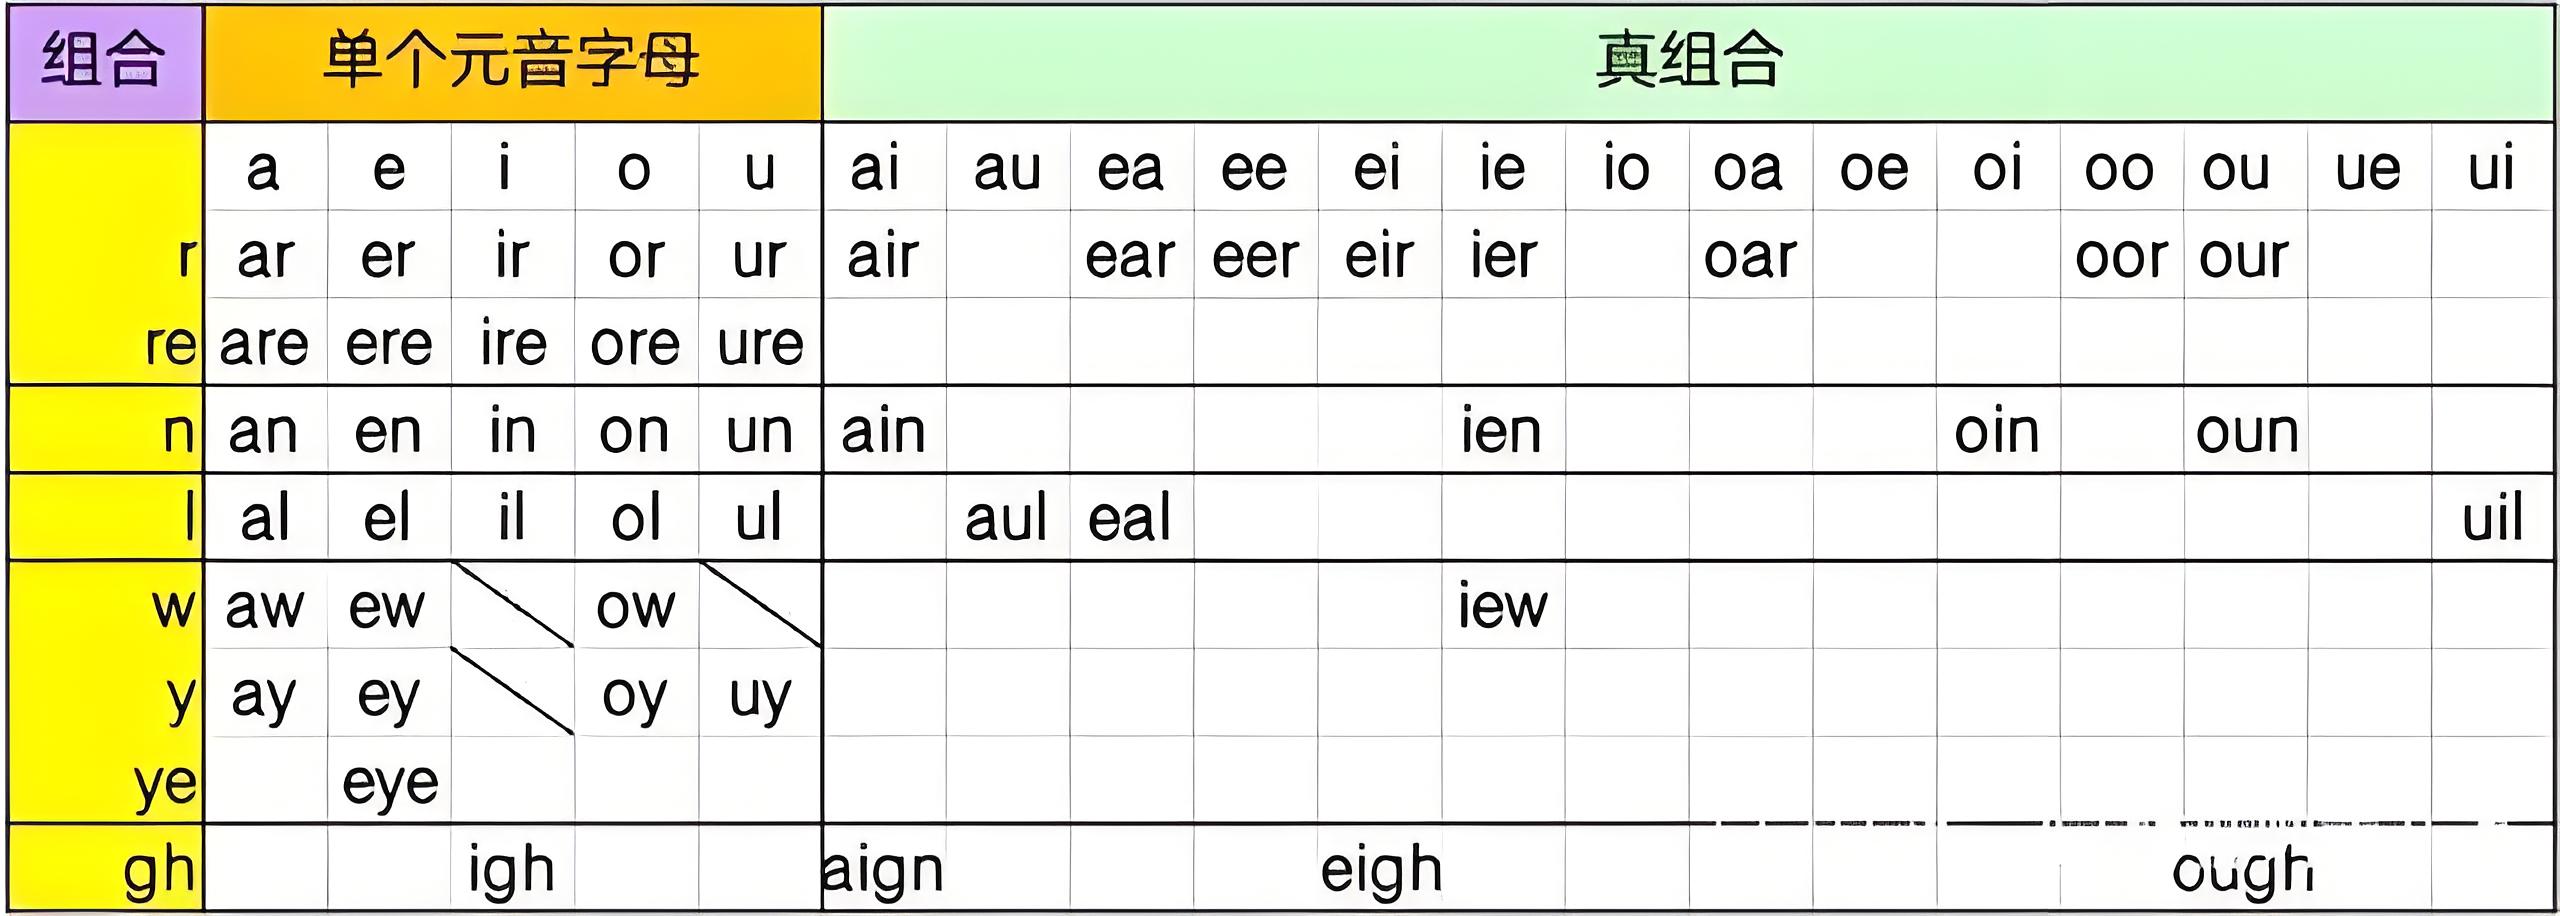 组合 单个元音字母 真组合
a e i o u ai au ea ee ei ie io oa oe oi oo ou ue ui
r ar er ir or ur air ear eer eir ier oar oor our
re are ere ire ore ure
n an en in on un ain ien oin oun
l al el il ol ul aul eal uil
w aw ew ow iew
y ay ey oy uy
ye eye
gh igh aign eigh ough